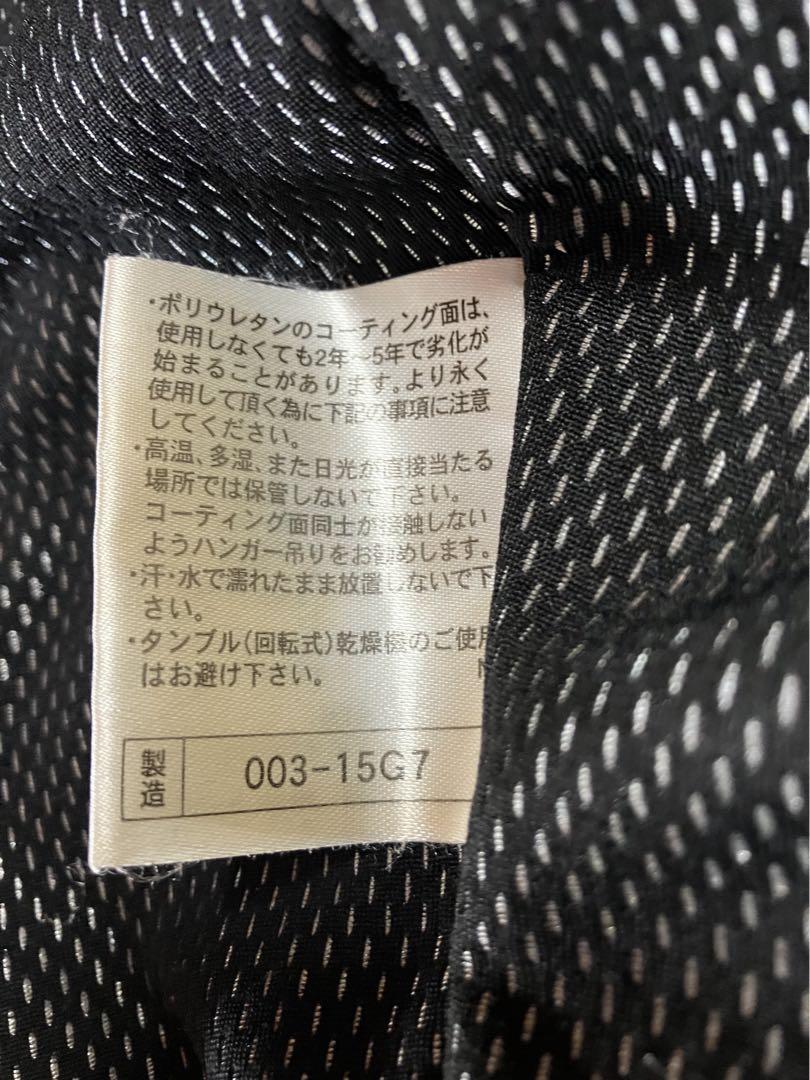 ・ポリウレタンのコーティング面は、
使用しなくても2年～5年で劣化が
始まることがあります。より永く
使用して頂く為に下記の事項に注意
してください。
・高温、多湿、また日光が直接当たる
場所では保管しないで下さい。
コーティング面同士が接触しない
ようハンガー吊りをお勧めします。
・汗・水で濡れたまま放置しないで下
さい。
・タンブル(回転式)乾燥機のご使用
はお避け下さい。
製造 003-15G7